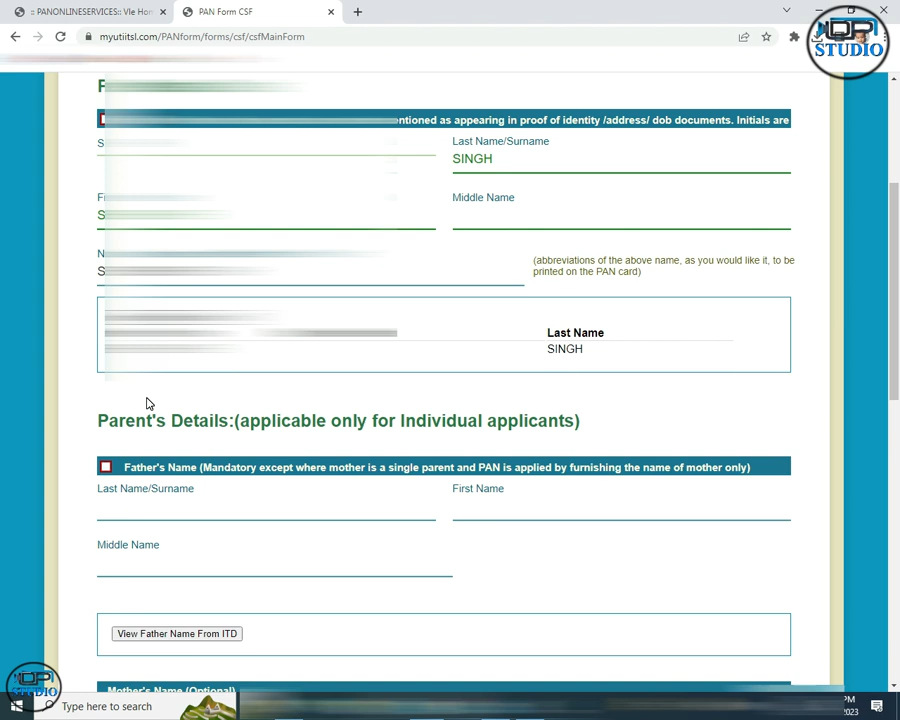 :: PANONLINESERVICES:: Vle Hom
PAN Form CSF
myutiitsl.com/PANform/forms/csf/csfMainForm
STUDIO
entioned as appearing in proof of identity /address/ dob documents. Initials are
Last Name/Surname
SINGH
Middle Name
(abbreviations of the above name, as you would like it, to be
printed on the PAN card)
Last Name
SINGH
Parent's Details:(applicable only for Individual applicants)
Father's Name (Mandatory except where mother is a single parent and PAN is applied by furnishing the name of mother only)
Last Name/Surname
First Name
Middle Name
View Father Name From ITD
Mother's Name (Optional)
STUDIO
Type here to search
PM
2023